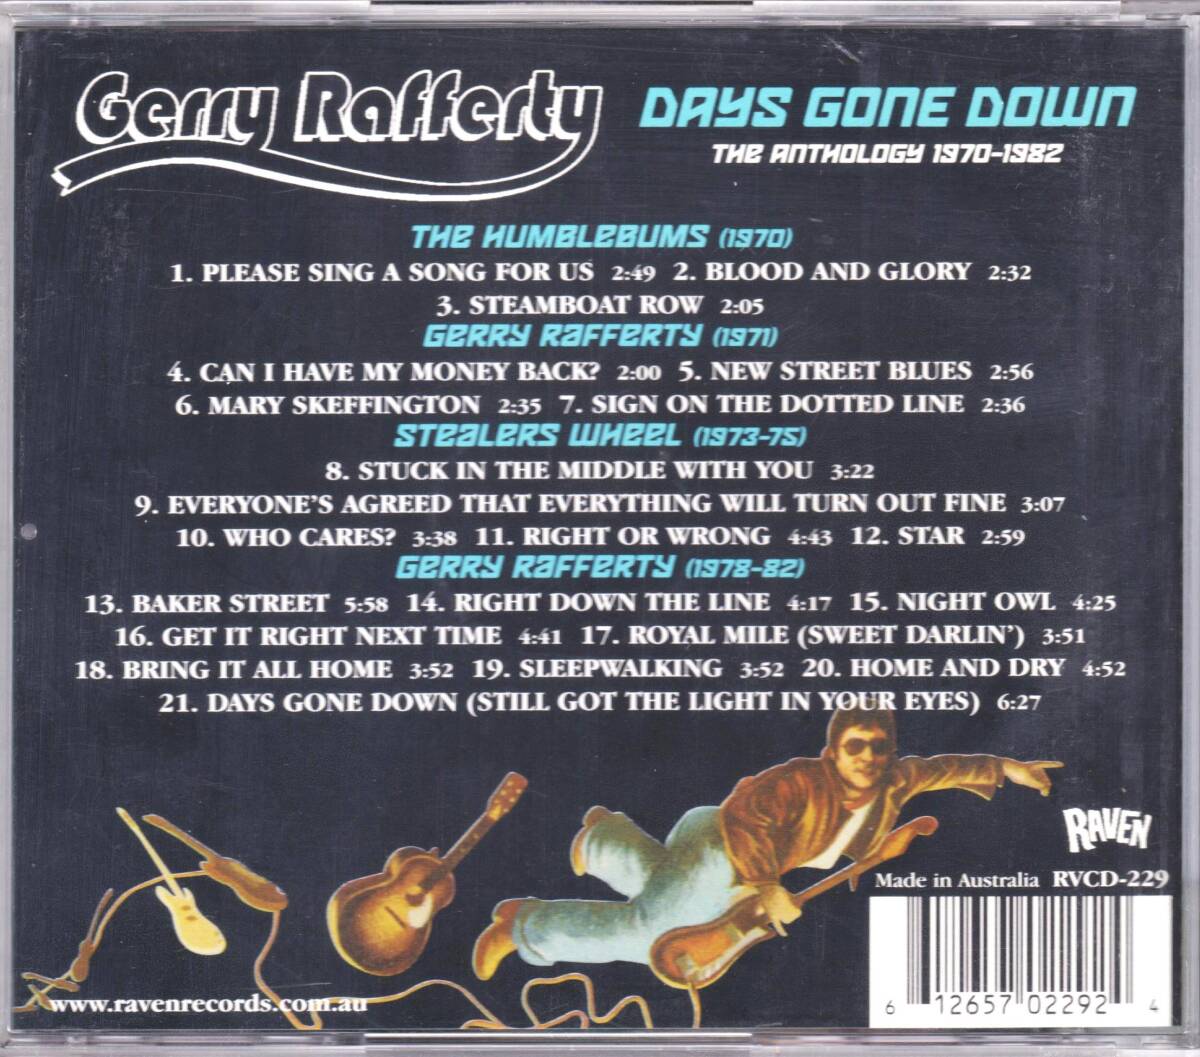 Gerry Rafferty
DAYS GONE DOWN
THE ANTHOLOGY 1970-1982
THE HUMBLEBUMS (1970)
1. PLEASE SING A SONG FOR US 2:49 2. BLOOD AND GLORY 2:32
3. STEAMBOAT ROW 2:05
GERRY RAFFERTY (1971)
4. CAN I HAVE MY MONEY BACK? 2:00 5. NEW STREET BLUES 2:56
6. MARY SKEFFINGTON 2:35 7. SIGN ON THE DOTTED LINE 2:36
STEALERS WHEEL (1973-75)
8. STUCK IN THE MIDDLE WITH YOU 3:22
9. EVERYONE'S AGREED THAT EVERYTHING WILL TURN OUT FINE 3:07
10. WHO CARES? 3:38 11. RIGHT OR WRONG 4:43 12. STAR 2:59
GERRY RAFFERTY (1978-82)
13. BAKER STREET 5:58 14. RIGHT DOWN THE LINE 4:17 15. NIGHT OWL 4:25
16. GET IT RIGHT NEXT TIME 4:41 17. ROYAL MILE (SWEET DARLIN') 3:51
18. BRING IT ALL HOME 3:52 19. SLEEPWALKING 3:52 20. HOME AND DRY 4:52
21. DAYS GONE DOWN (STILL GOT THE LIGHT IN YOUR EYES) 6:27
RAVEN
Made in Australia RVCD-229
www.ravenrecords.com.au
6 12657 02292 4